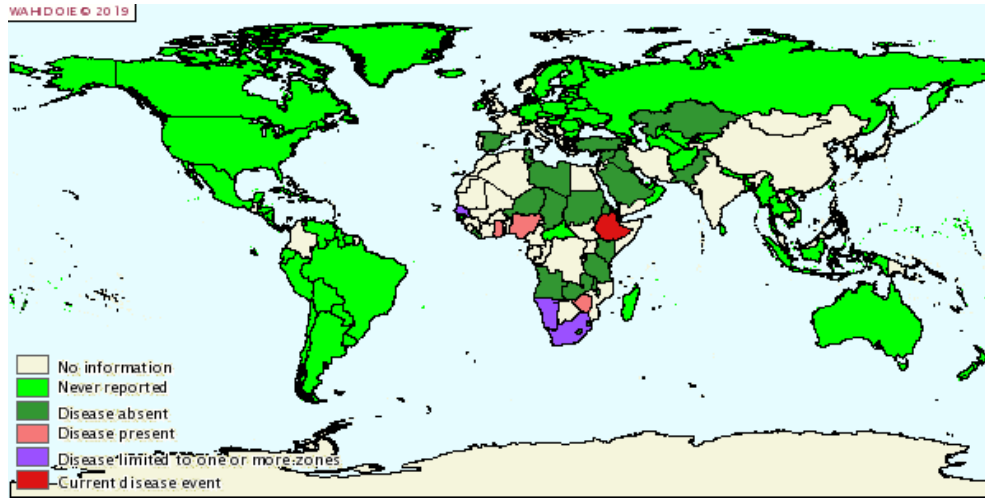 WAHID OIE © 2019
No information
Never reported
Disease absent
Disease present
Disease limited to one or more zones
Current disease event